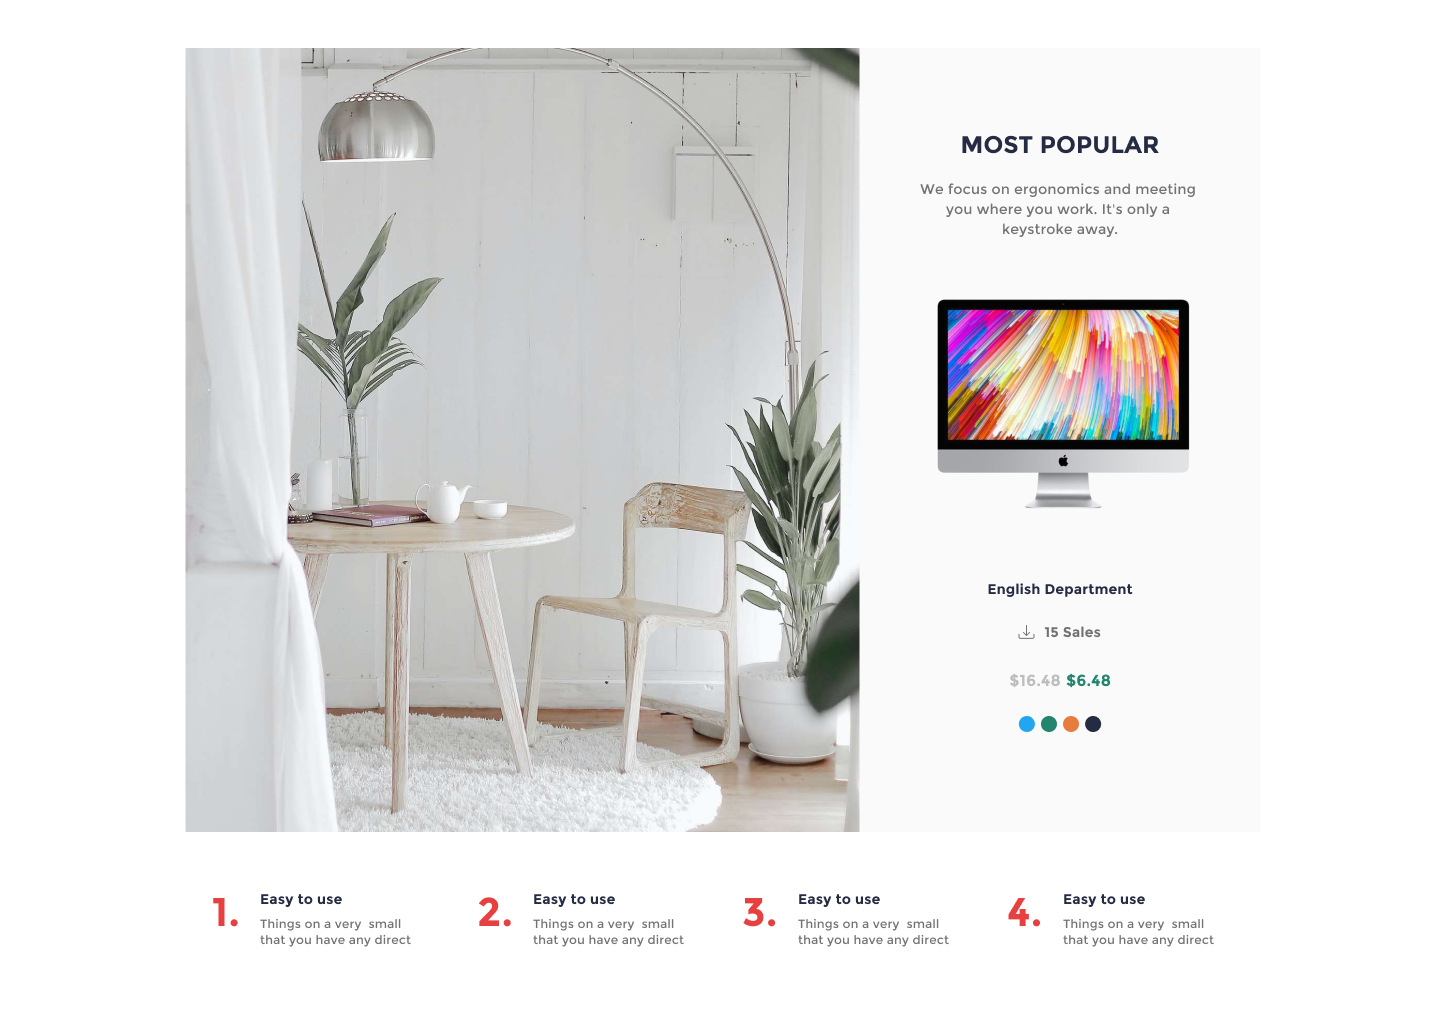 MOST POPULAR
We focus on ergonomics and meeting
you where you work. It's only a
keystroke away.
English Department
15 Sales
$16.48 $6.48
1.
Easy to use
Things on a very  small
that you have any direct
2.
Easy to use
Things on a very  small
that you have any direct
3.
Easy to use
Things on a very  small
that you have any direct
4.
Easy to use
Things on a very  small
that you have any direct